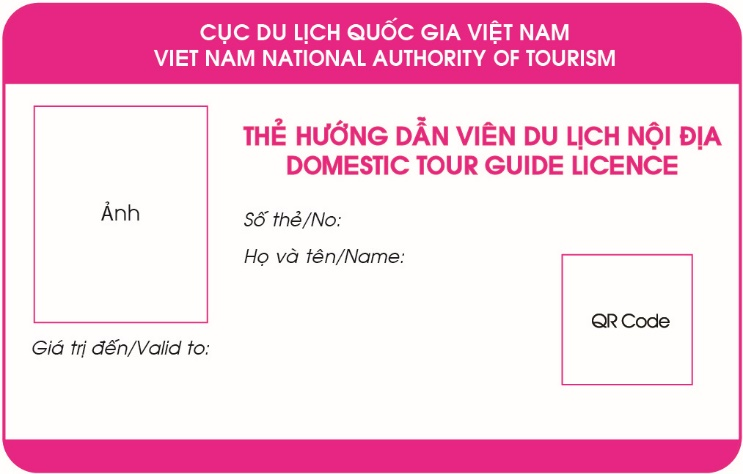 CỤC DU LỊCH QUỐC GIA VIỆT NAM
VIET NAM NATIONAL AUTHORITY OF TOURISM
THẺ HƯỚNG DẪN VIÊN DU LỊCH NỘI ĐỊA
DOMESTIC TOUR GUIDE LICENCE
Ảnh
Số thẻ/No:
Họ và tên/Name:
QR Code
Giá trị đến/Valid to: